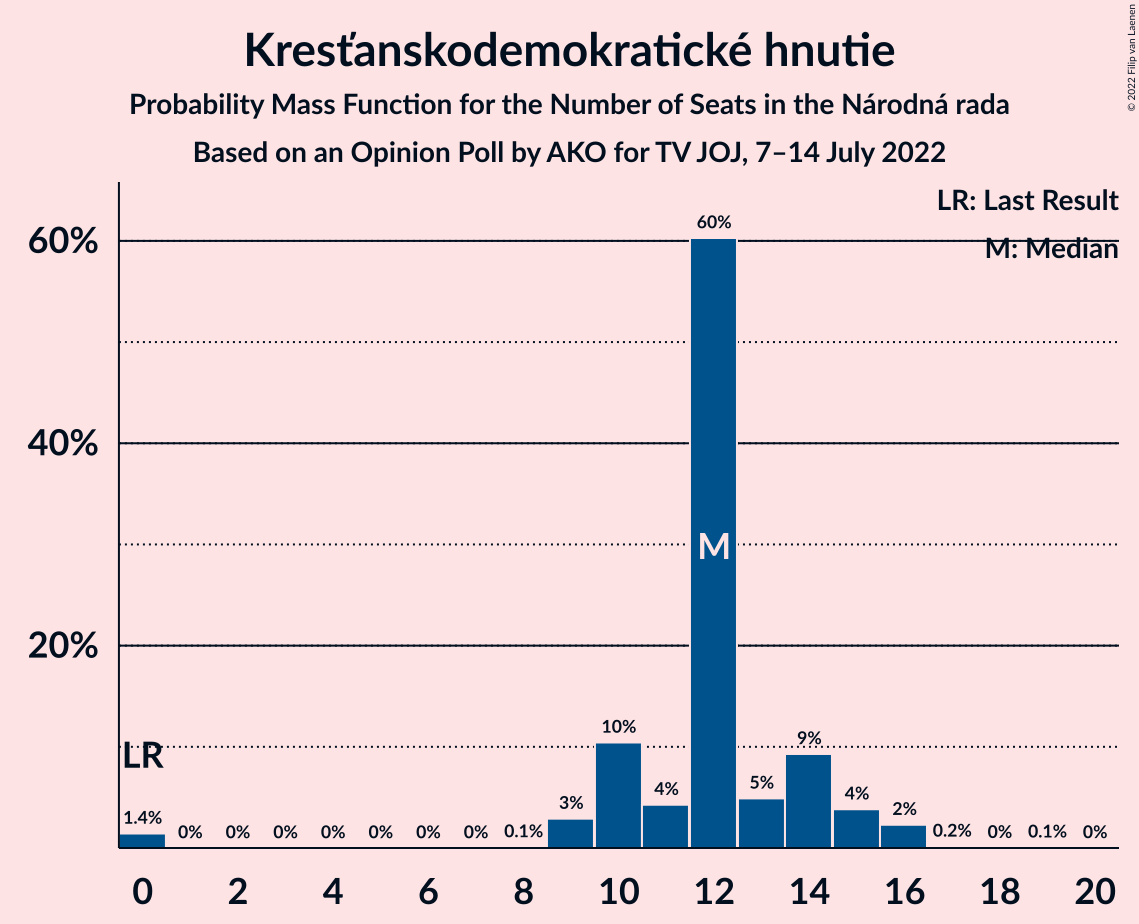 Kresťanskodemokratické hnutie
Probability Mass Function for the Number of Seats in the Národná rada
Based on an Opinion Poll by AKO for TV JOJ, 7–14 July 2022
© 2022 Filip van Laenen
LR: Last Result
M: Median
60%
40%
20%
LR
M
1.4%
0%
0%
0%
0%
0%
0%
0%
0.1%
3%
10%
4%
60%
5%
9%
4%
2%
0.2%
0%
0.1%
0%
0 2 4 6 8 10 12 14 16 18 20